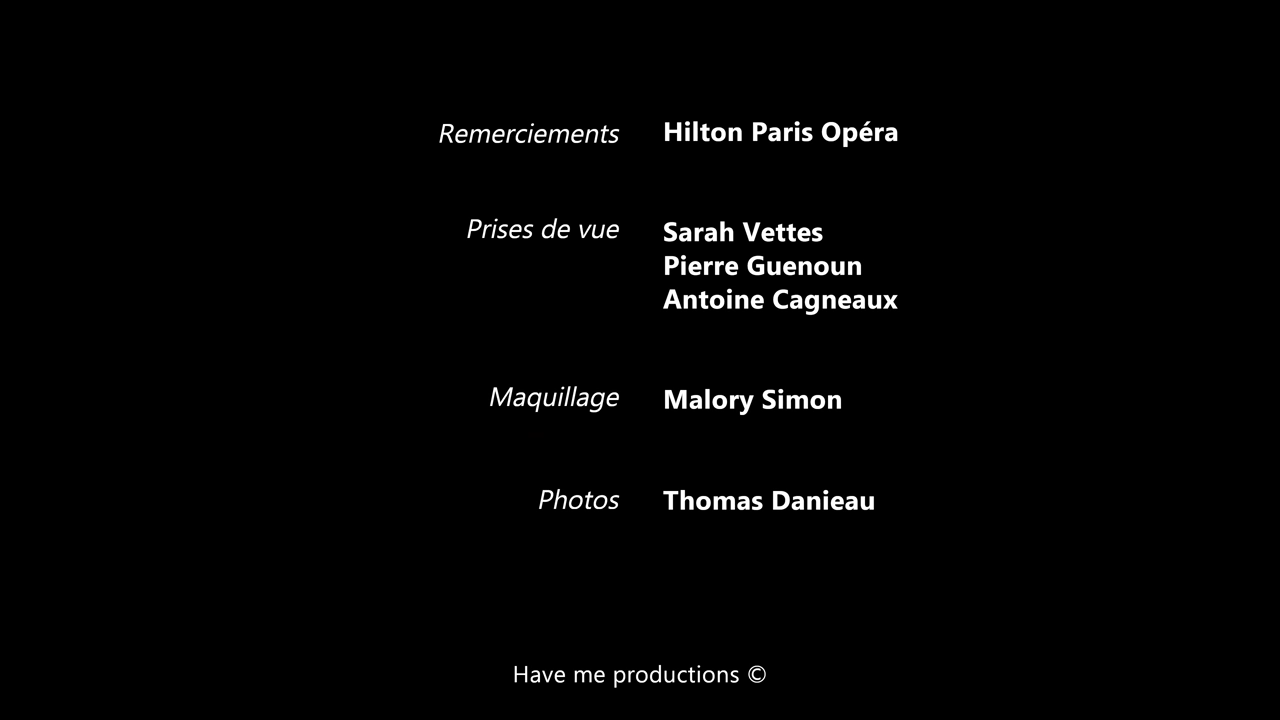 Remerciements Hilton Paris Opéra
Prises de vue Sarah Vettes
Pierre Guenoun
Antoine Cagneaux
Maquillage Malory Simon
Photos Thomas Danieau
Have me productions ©